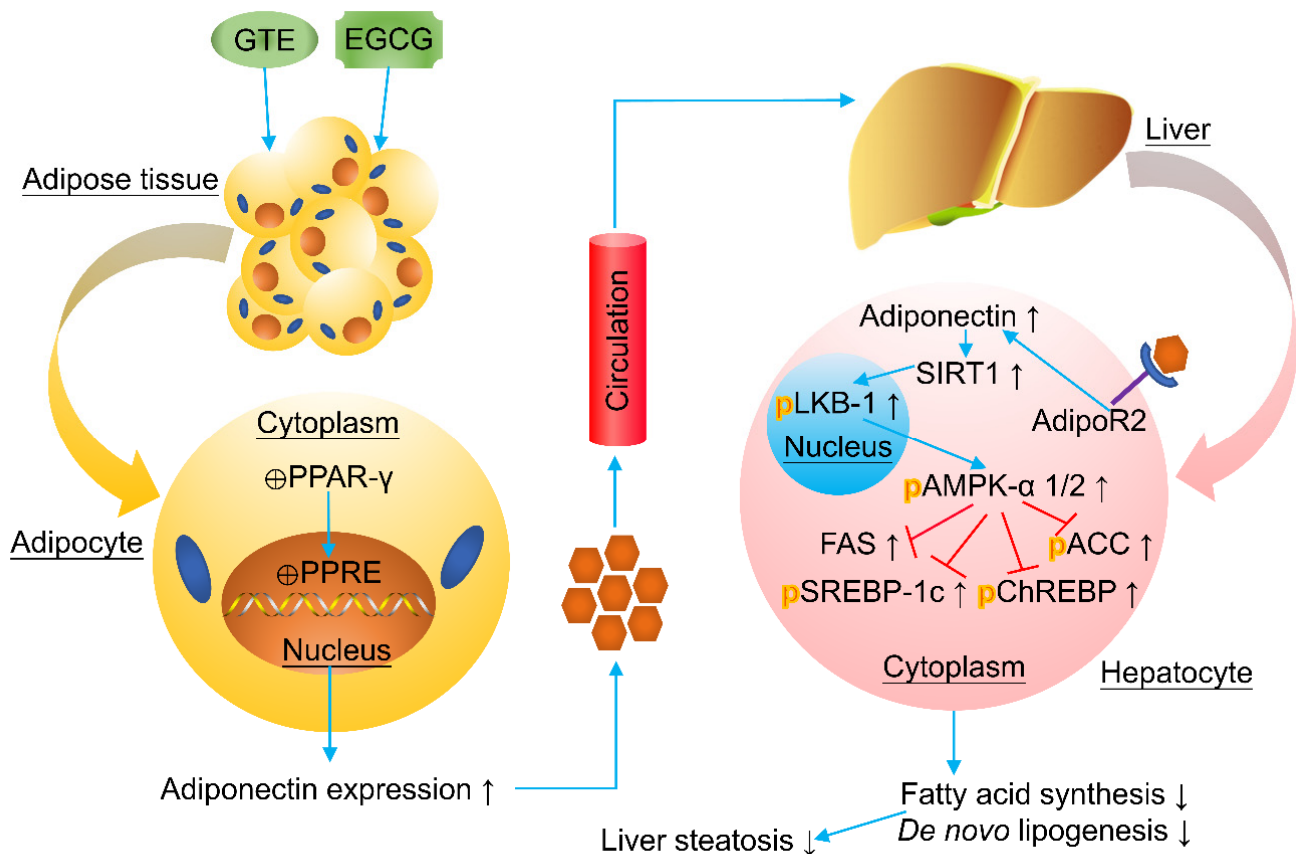 GTE
EGCG
Adipose tissue
Cytoplasm
⊕PPAR-γ
Adipocyte
⊕PPRE
Nucleus
Adiponectin expression ↑
Circulation
Liver
Adiponectin ↑
SIRT1 ↑
pLKB-1 ↑
Nucleus
AdipoR2
pAMPK-α 1/2 ↑
FAS ↑
pACC ↑
pSREBP-1c ↑
pChREBP ↑
Cytoplasm
Hepatocyte
Fatty acid synthesis ↓
De novo lipogenesis ↓
Liver steatosis ↓